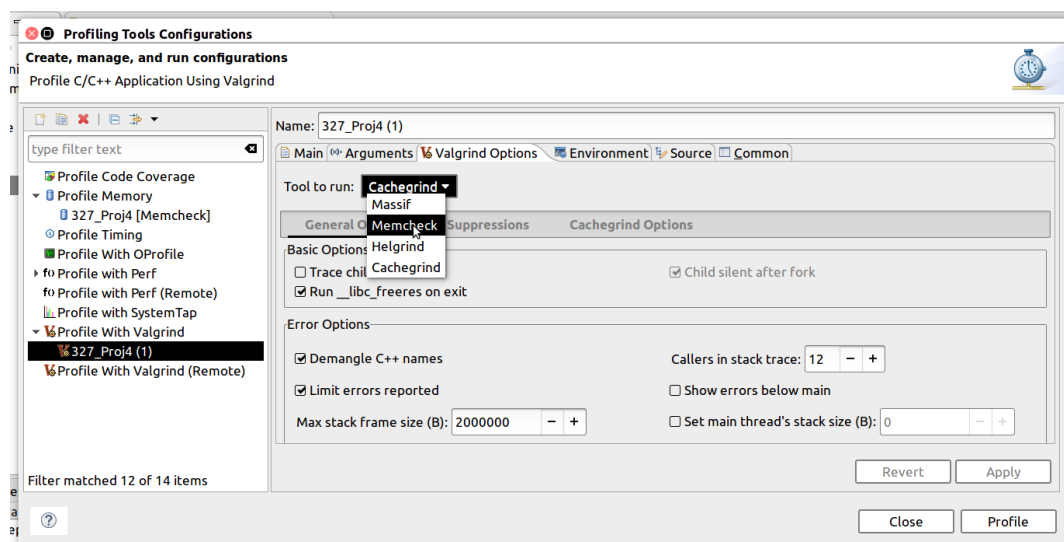 Profiling Tools Configurations
Create, manage, and run configurations
Profile C/C++ Application Using Valgrind
type filter text
Profile Code Coverage
Profile Memory
327_Proj4 [Memcheck]
Profile Timing
Profile With OProfile
Profile with Perf
Profile with Perf (Remote)
Profile with SystemTap
Profile With Valgrind
327_Proj4 (1)
Profile With Valgrind (Remote)
Filter matched 12 of 14 items
Name: 327_Proj4 (1)
Main Arguments Valgrind Options Environment Source Common
Tool to run: Cachegrind
Massif
Memcheck
Helgrind
Cachegrind
General O Suppressions Cachegrind Options
Basic Options
Trace chil Child silent after fork
Run __libc_freeres on exit
Error Options
Demangle C++ names Callers in stack trace: 12 - +
Limit errors reported Show errors below main
Max stack frame size (B): 2000000 - + Set main thread's stack size (B): 0 - +
Revert Apply
? Close Profile